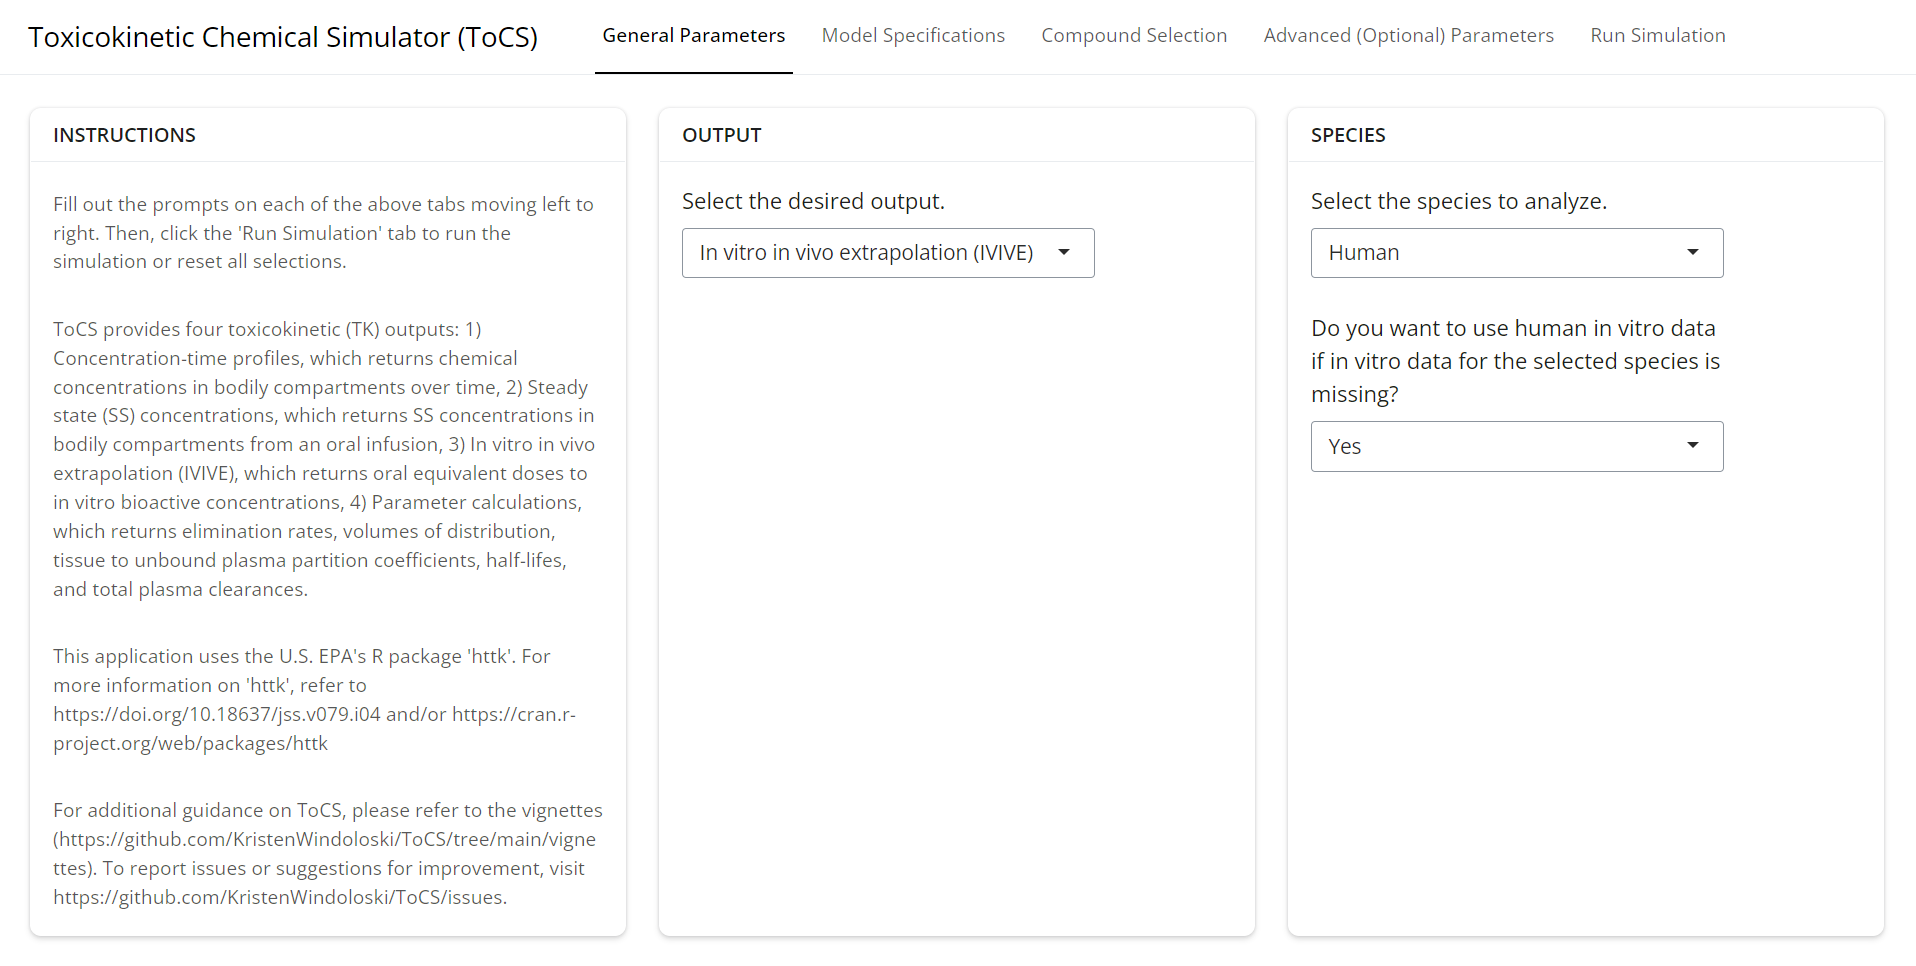 Toxicokinetic Chemical Simulator (ToCS)
General Parameters
Model Specifications
Compound Selection
Advanced (Optional) Parameters
Run Simulation
INSTRUCTIONS
Fill out the prompts on each of the above tabs moving left to
right. Then, click the 'Run Simulation' tab to run the
simulation or reset all selections.
ToCS provides four toxicokinetic (TK) outputs: 1)
Concentration-time profiles, which returns chemical
concentrations in bodily compartments over time, 2) Steady
state (SS) concentrations, which returns SS concentrations in
bodily compartments from an oral infusion, 3) In vitro in vivo
extrapolation (IVIVE), which returns oral equivalent doses to
in vitro bioactive concentrations, 4) Parameter calculations,
which returns elimination rates, volumes of distribution,
tissue to unbound plasma partition coefficients, half-lifes,
and total plasma clearances.
This application uses the U.S. EPA's R package 'httk'. For
more information on 'httk', refer to
https://doi.org/10.18637/jss.v079.i04 and/or https://cran.r-
project.org/web/packages/httk
For additional guidance on ToCS, please refer to the vignettes
(https://github.com/KristenWindoloski/ToCS/tree/main/vigne
ttes). To report issues or suggestions for improvement, visit
https://github.com/KristenWindoloski/ToCS/issues.
OUTPUT
Select the desired output.
In vitro in vivo extrapolation (IVIVE)
SPECIES
Select the species to analyze.
Human
Do you want to use human in vitro data
if in vitro data for the selected species is
missing?
Yes